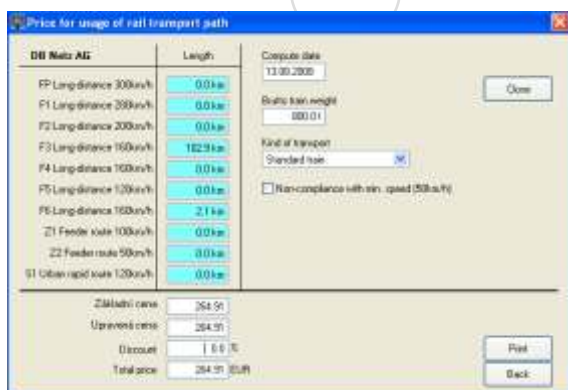 Price for usage of rail transport path
DB Netz AG Length
FP Long-distance 300km/h 0.0 km
F1 Long-distance 200km/h 0.0 km
F2 Long-distance 200km/h 0.0 km
F3 Long-distance 160km/h 102.9 km
F4 Long-distance 160km/h 0.0 km
F5 Long-distance 120km/h 0.0 km
F6 Long-distance 160km/h 2.1 km
Z1 Feeder route 100km/h 0.0 km
Z2 Feeder route 50km/h 0.0 km
S1 Urban rapid route 120km/h 0.0 km
Compute date
Close
Brutto train weight
Kind of transport
Standard train
Non-compliance with min. speed (50km/h)
Základní cena 264.91
Upravená cena 264.91
Discount 0.0 %
Total price 264.91 EUR
Print
Back